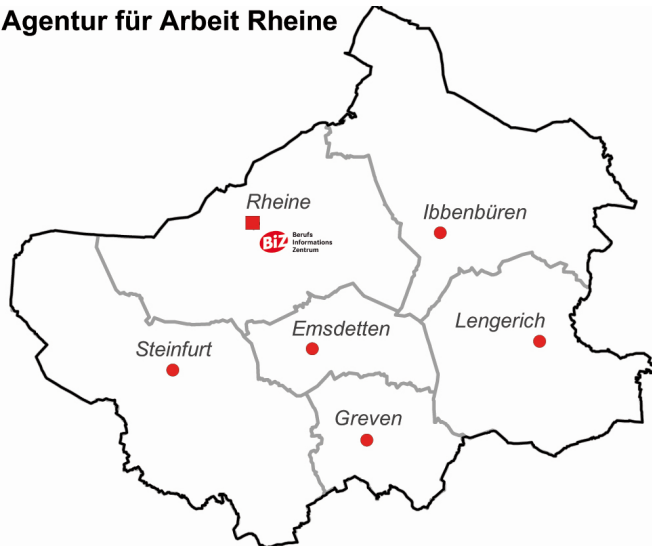 Agentur für Arbeit Rheine
Rheine
Ibbenbüren
BiZ
Berufs
Informations
Zentrum
Emsdetten
Lengerich
Steinfurt
Greven